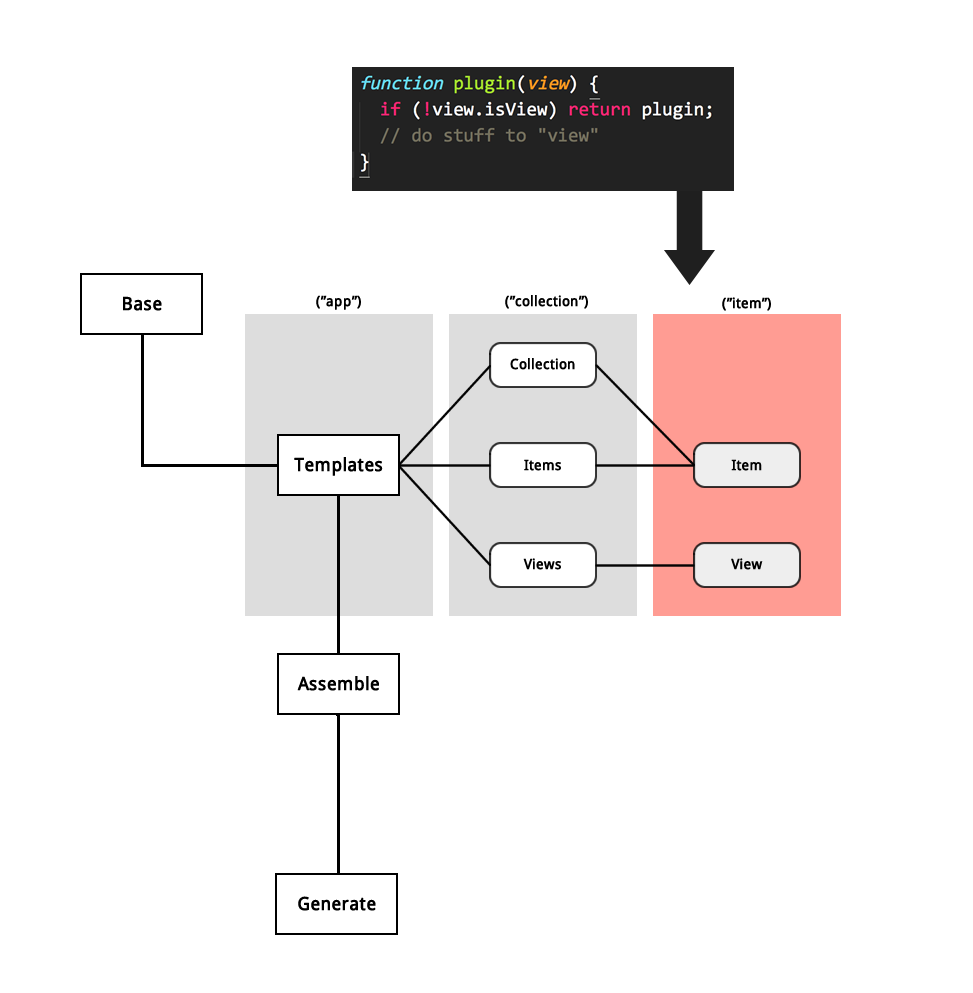 function plugin(view) {
if (!view.isView) return plugin;
// do stuff to "view"
}
("app")
("collection")
("item")
Base
Collection
Templates
Items
Item
Views
View
Assemble
Generate